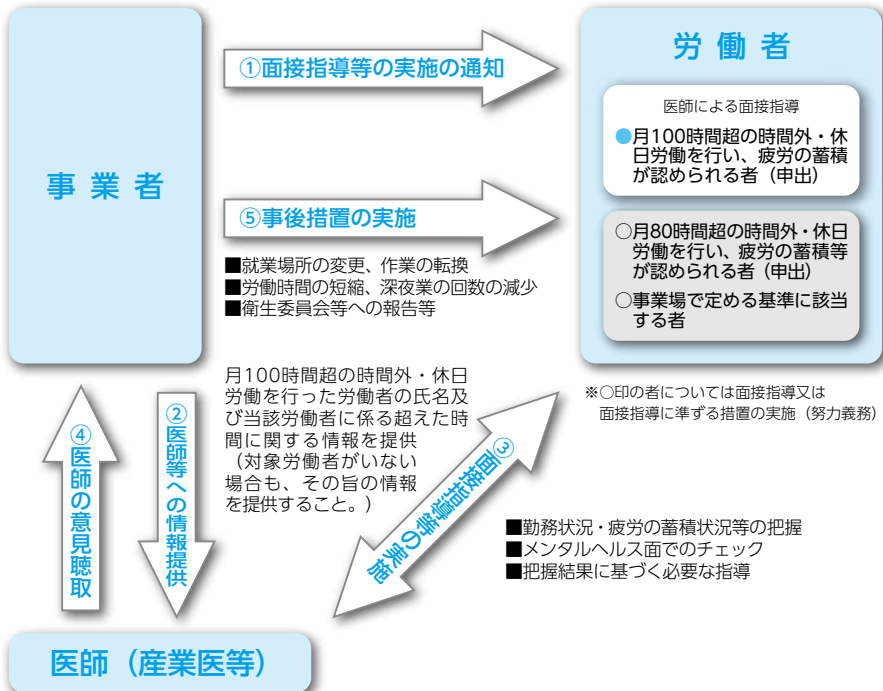 事業者
①面接指導等の実施の通知
⑤事後措置の実施
■就業場所の変更、作業の転換
■労働時間の短縮、深夜業の回数の減少
■衛生委員会等への報告等
労働者
医師による面接指導
●月100時間超の時間外・休
日労働を行い、疲労の蓄積
が認められる者（申出）
○月80時間超の時間外・休日
労働を行い、疲労の蓄積等
が認められる者（申出）
○事業場で定める基準に該当
する者
※○印の者については面接指導又は
面接指導に準ずる措置の実施（努力義務）
④医師の意見聴取
②医師等への情報提供
月100時間超の時間外・休日
労働を行った労働者の氏名及
び当該労働者に係る超えた時
間に関する情報を提供
（対象労働者がいない
場合も、その旨の情報
を提供すること。）
③面接指導等の実施
■勤務状況・疲労の蓄積状況等の把握
■メンタルヘルス面でのチェック
■把握結果に基づく必要な指導
医師（産業医等）